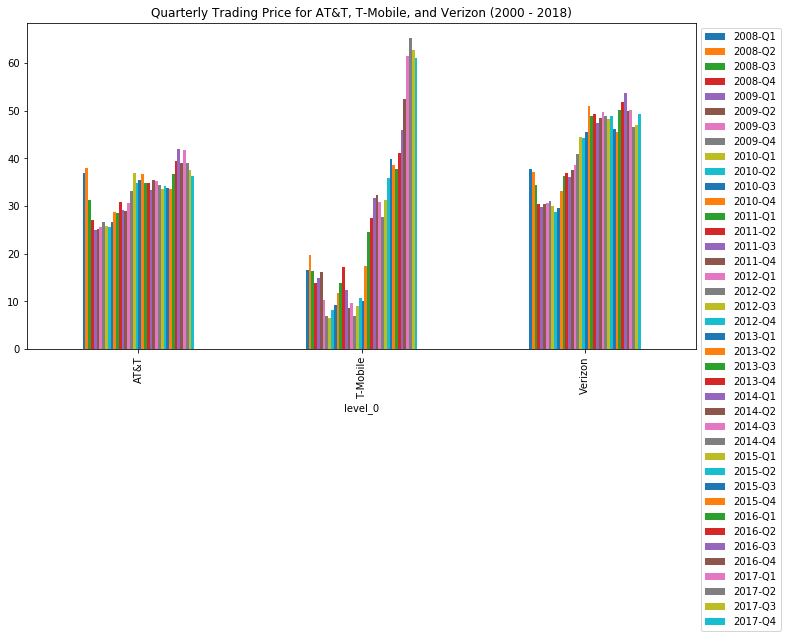 Quarterly Trading Price for AT&T, T-Mobile, and Verizon (2000 - 2018)
60
50
40
30
20
10
0
AT&T
T-Mobile
Verizon
level_0
2008-Q1
2008-Q2
2008-Q3
2008-Q4
2009-Q1
2009-Q2
2009-Q3
2009-Q4
2010-Q1
2010-Q2
2010-Q3
2010-Q4
2011-Q1
2011-Q2
2011-Q3
2011-Q4
2012-Q1
2012-Q2
2012-Q3
2012-Q4
2013-Q1
2013-Q2
2013-Q3
2013-Q4
2014-Q1
2014-Q2
2014-Q3
2014-Q4
2015-Q1
2015-Q2
2015-Q3
2015-Q4
2016-Q1
2016-Q2
2016-Q3
2016-Q4
2017-Q1
2017-Q2
2017-Q3
2017-Q4